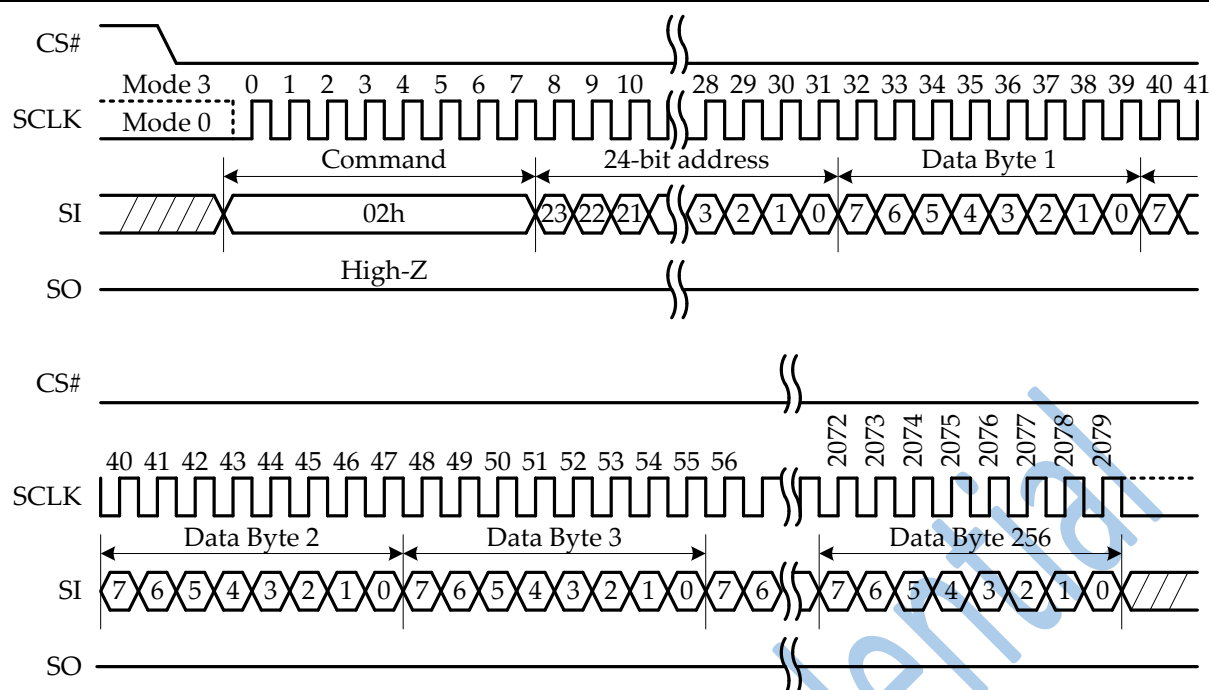 CS#
Mode 3 0 1 2 3 4 5 6 7 8 9 10 28 29 30 31 32 33 34 35 36 37 38 39 40 41
SCLK Mode 0
Command 24-bit address Data Byte 1
SI 02h 23 22 21 3 2 1 0 7 6 5 4 3 2 1 0 7
High-Z
SO
CS#
2072 2073 2074 2075 2076 2077 2078 2079
40 41 42 43 44 45 46 47 48 49 50 51 52 53 54 55 56
SCLK
Data Byte 2 Data Byte 3 Data Byte 256
SI 7 6 5 4 3 2 1 0 7 6 5 4 3 2 1 0 7 6 7 6 5 4 3 2 1 0
SO